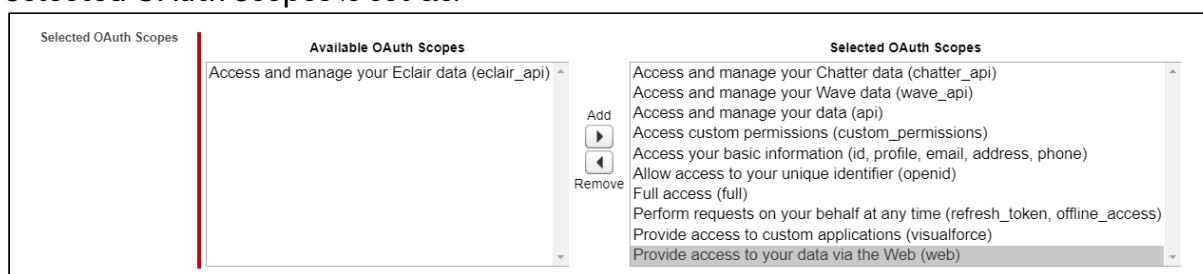 selected OAuth scopes is set as:
Selected OAuth Scopes
Available OAuth Scopes
Selected OAuth Scopes
Access and manage your Eclair data (eclair_api)
Add
Remove
Access and manage your Chatter data (chatter_api)
Access and manage your Wave data (wave_api)
Access and manage your data (api)
Access custom permissions (custom_permissions)
Access your basic information (id, profile, email, address, phone)
Allow access to your unique identifier (openid)
Full access (full)
Perform requests on your behalf at any time (refresh_token, offline_access)
Provide access to custom applications (visualforce)
Provide access to your data via the Web (web)